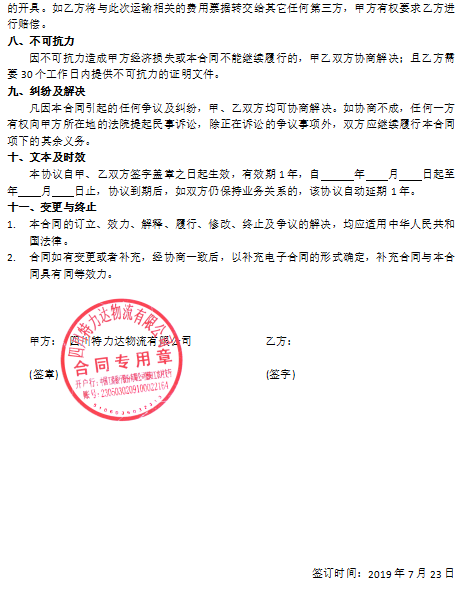 的开具。如乙方将与此次运输相关的费用票据转交给其它任何第三方，甲方有权要求乙方进
行赔偿。
八、不可抗力
因不可抗力造成甲方经济损失或本合同不能继续履行的，甲乙双方协商解决；且乙方需
要30个工作日内提供不可抗力的证明文件。
九、纠纷及解决
凡因本合同引起的任何争议及纠纷，甲、乙双方均可协商解决。如协商不成，任何一方
有权向甲方所在地的法院提起民事诉讼，除正在诉讼的争议事项外，双方应继续履行本合同
项下的其余义务。
十、文本及时效
本协议自甲、乙双方签字盖章之日起生效，有效期1年，自______年____月____日起至
年____月____日止，协议到期后，如双方仍保持业务关系的，该协议自动延期1年。
十一、变更与终止
1. 本合同的订立、效力、解释、履行、修改、终止及争议的解决，均应适用中华人民共和
国法律。
2. 合同如有变更或者补充，经协商一致后，以补充电子合同的形式确定，补充合同与本合
同具有同等效力。
甲方： 四川特力达物流有限公司 乙方：
(签章) (签字)
四川特力达物流有限公司
合同专用章
开户行：中国工商银行
账号：2306030209100022164
签订时间：2019年7月23日